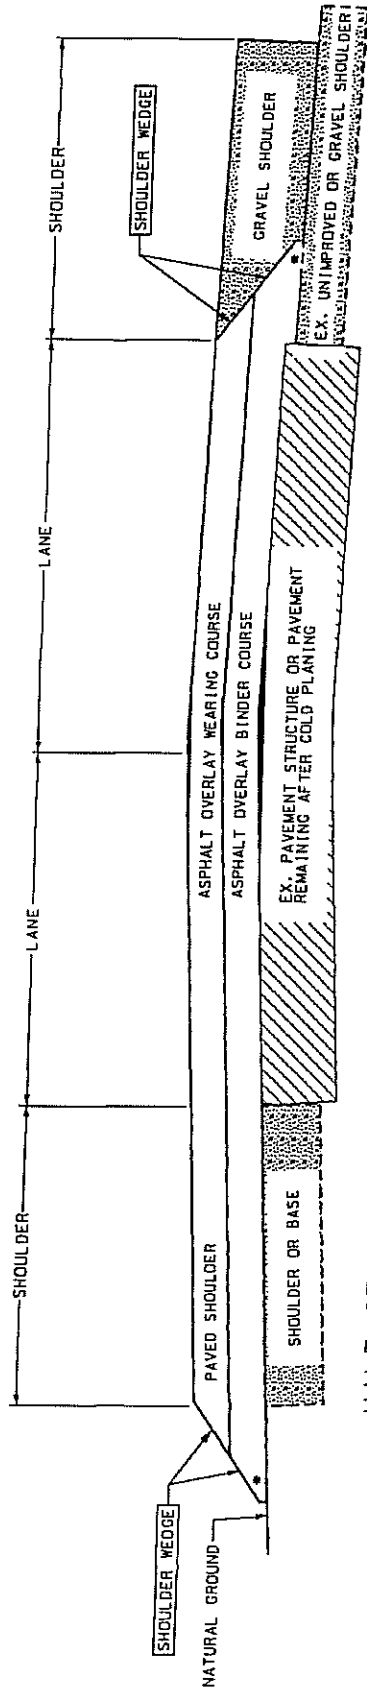 SHOULDER
LANE
LANE
SHOULDER
SHOULDER WEDGE
SHOULDER WEDGE
NATURAL GROUND
PAVED SHOULDER
ASPHALT OVERLAY WEARING COURSE
ASPHALT OVERLAY BINDER COURSE
GRAVEL SHOULDER
*
*
SHOULDER OR BASE
EX. PAVEMENT STRUCTURE OR PAVEMENT
REMAINING AFTER COLD PLANING
EX. UNIMPROVED OR GRAVEL SHOULDER